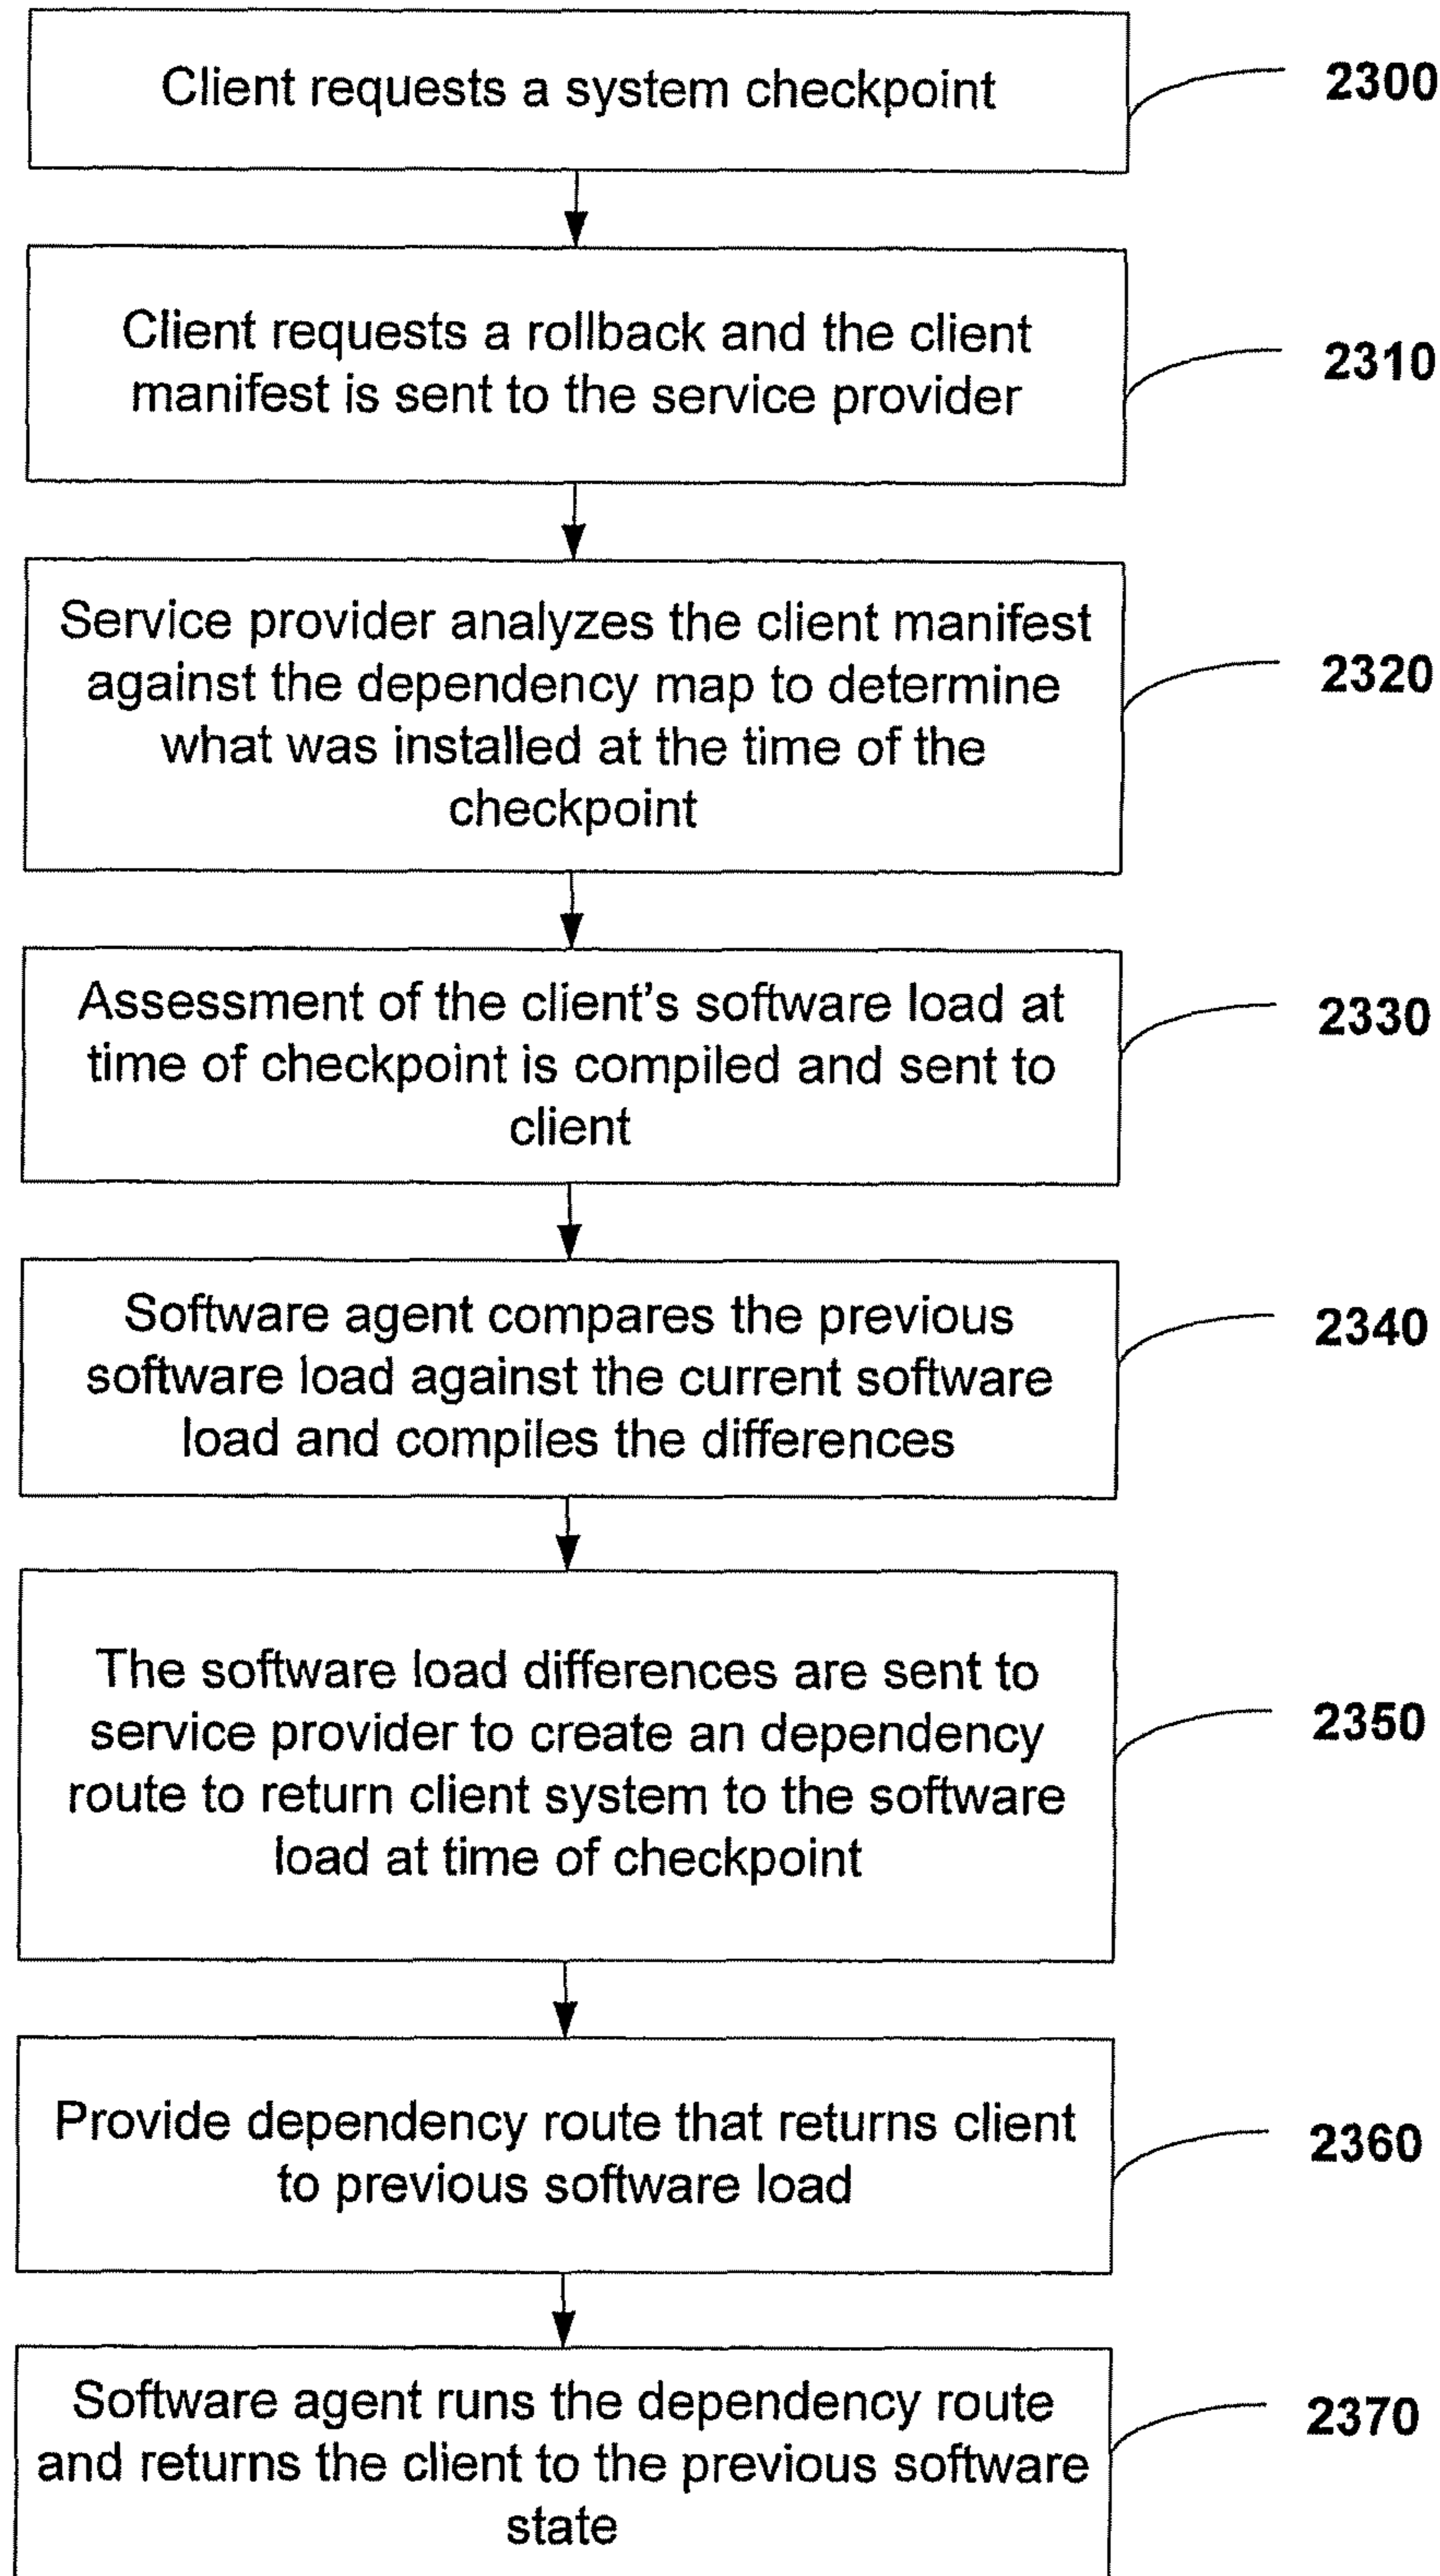 Client requests a system checkpoint
2300
Client requests a rollback and the client
manifest is sent to the service provider
2310
Service provider analyzes the client manifest
against the dependency map to determine
what was installed at the time of the
checkpoint
2320
Assessment of the client's software load at
time of checkpoint is compiled and sent to
client
2330
Software agent compares the previous
software load against the current software
load and compiles the differences
2340
The software load differences are sent to
service provider to create an dependency
route to return client system to the software
load at time of checkpoint
2350
Provide dependency route that returns client
to previous software load
2360
Software agent runs the dependency route
and returns the client to the previous software
state
2370